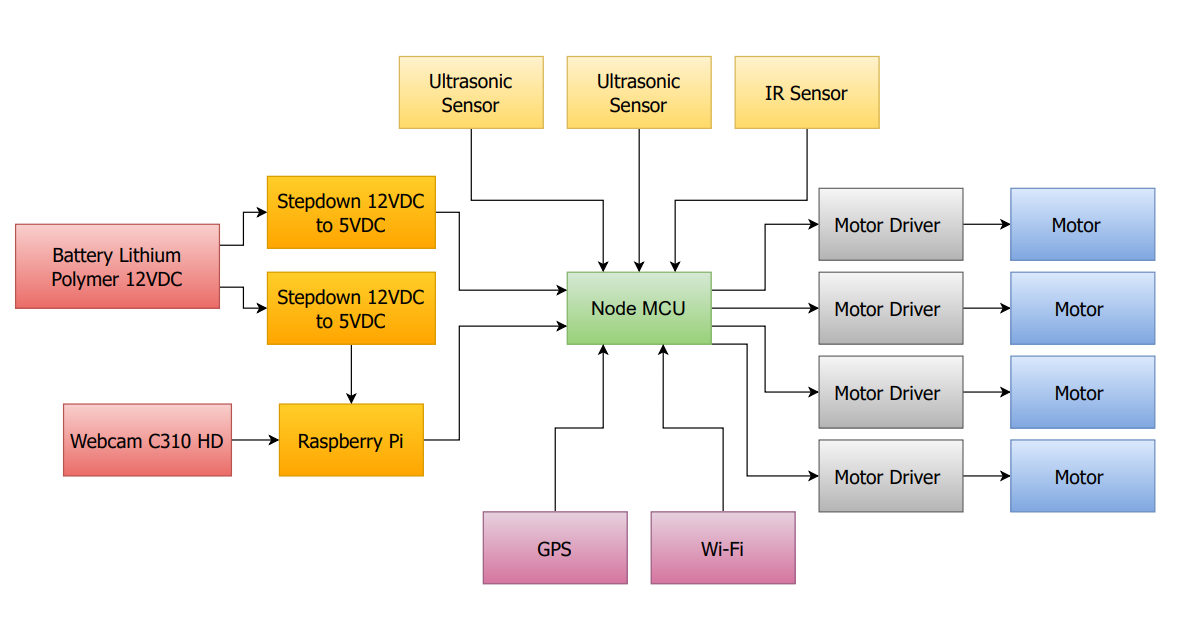 Ultrasonic
Sensor
Ultrasonic
Sensor
IR Sensor
Stepdown 12VDC
to 5VDC
Battery Lithium
Polymer 12VDC
Stepdown 12VDC
to 5VDC
Webcam C310 HD
Raspberry Pi
Node MCU
Motor Driver
Motor
Motor Driver
Motor
Motor Driver
Motor
Motor Driver
Motor
GPS
Wi-Fi